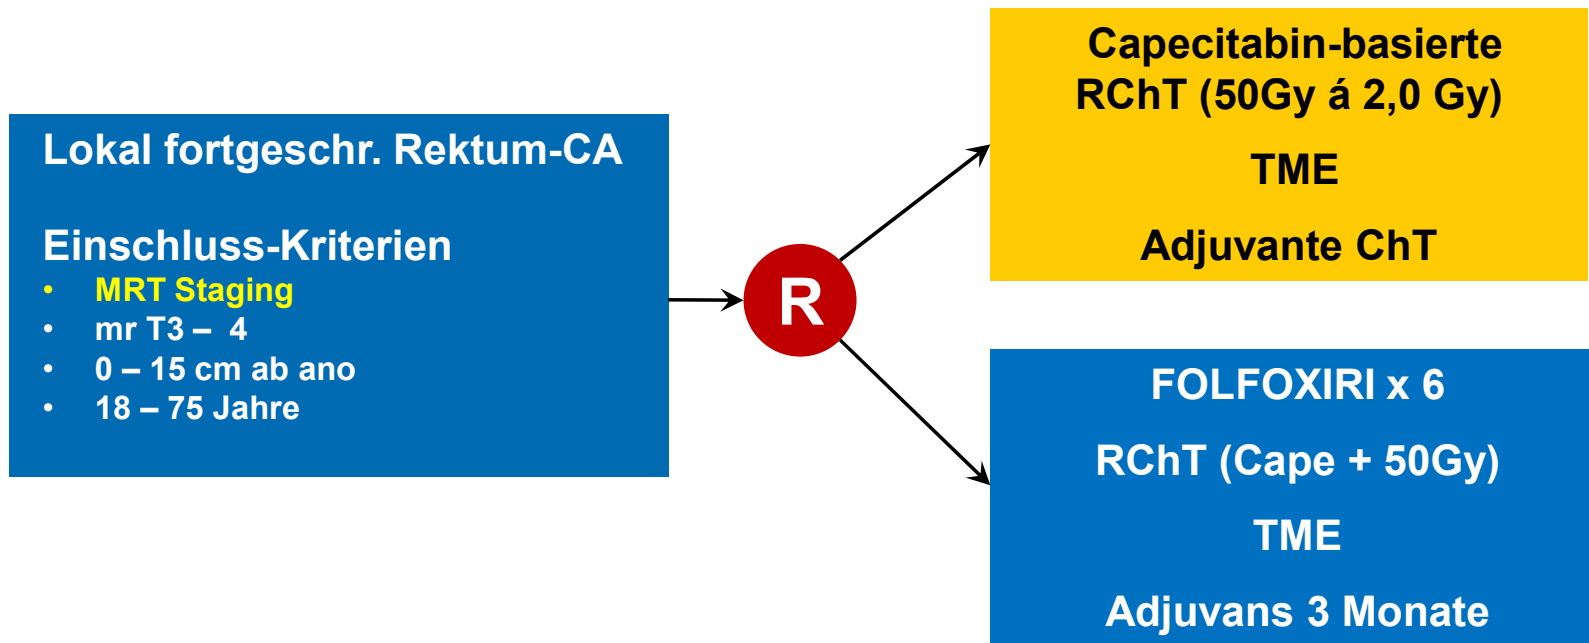 Lokal fortgeschr. Rektum-CA
Einschluss-Kriterien
• MRT Staging
• mr T3 – 4
• 0 – 15 cm ab ano
• 18 – 75 Jahre
R
Capecitabin-basierte
RChT (50Gy á 2,0 Gy)
TME
Adjuvante ChT
FOLFOXIRI x 6
RChT (Cape + 50Gy)
TME
Adjuvans 3 Monate